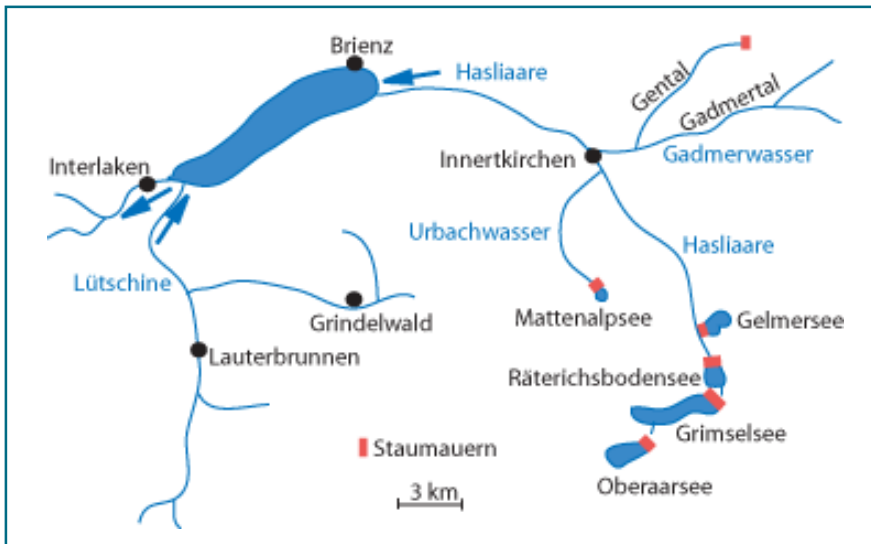 Brienz
Hasliaare
Gental
Gadmertal
Interlaken
Innertkirchen
Gadmerwasser
Urbachwasser
Hasliaare
Lütschine
Grindelwald
Mattenalpsee
Gelmersee
Lauterbrunnen
Räterichsbodensee
Grimselsee
Staumauern
Oberaarsee
3 km